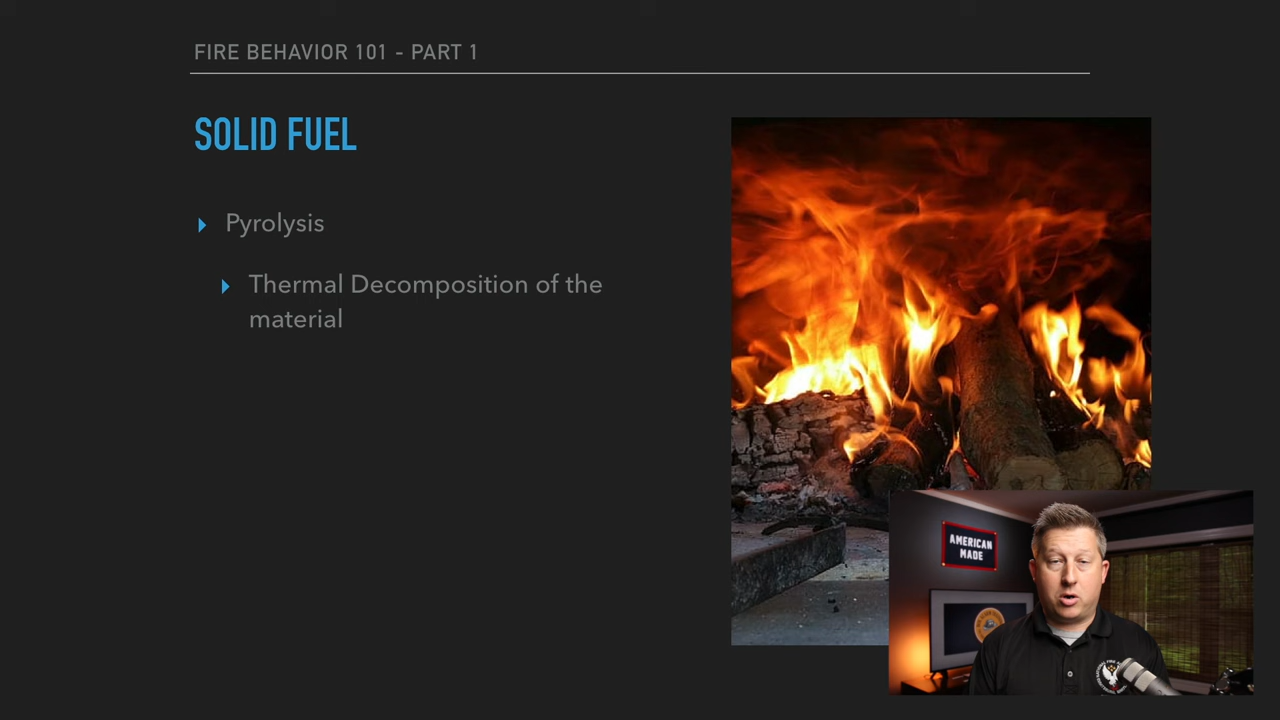 FIRE BEHAVIOR 101 - PART 1
SOLID FUEL
Pyrolysis
Thermal Decomposition of the
material
AMERICAN
MADE